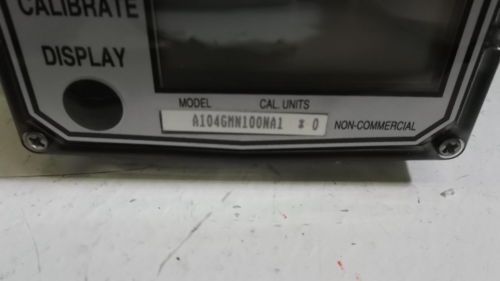 CALIBRATE
DISPLAY
MODEL CAL. UNITS
A104GMN100NA1 * 0
NON-COMMERCIAL